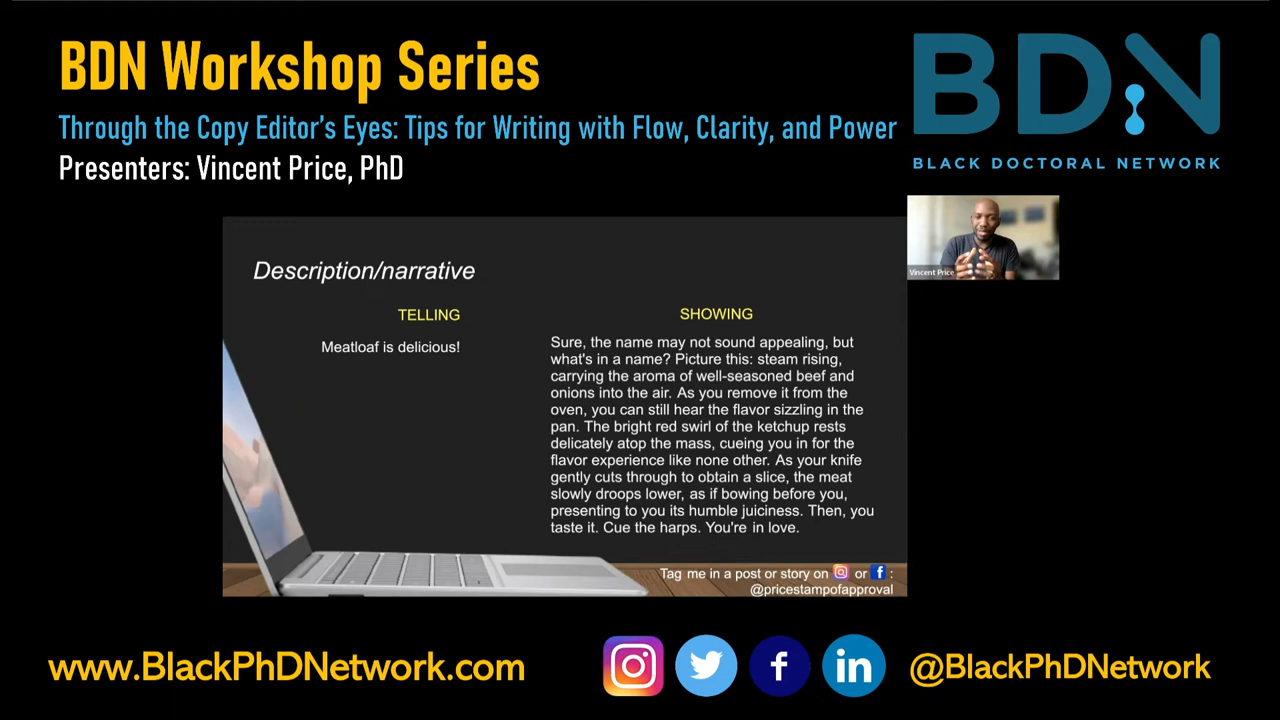 BDN Workshop Series
Through the Copy Editor's Eyes: Tips for Writing with Flow, Clarity, and Power
Presenters: Vincent Price, PhD
BDN
BLACK DOCTORAL NETWORK
Vincent Price
Description/narrative
TELLING
Meatloaf is delicious!
SHOWING
Sure, the name may not sound appealing, but
what's in a name? Picture this: steam rising,
carrying the aroma of well-seasoned beef and
onions into the air. As you remove it from the
oven, you can still hear the flavor sizzling in the
pan. The bright red swirl of the ketchup rests
delicately atop the mass, cueing you in for the
flavor experience like none other. As your knife
gently cuts through to obtain a slice, the meat
slowly droops lower, as if bowing before you,
presenting to you its humble juiciness. Then, you
taste it. Cue the harps. You're in love.
Tag me in a post or story on or f :
@pricestampofapproval
www.BlackPhDNetwork.com
f
in
@BlackPhDNetwork